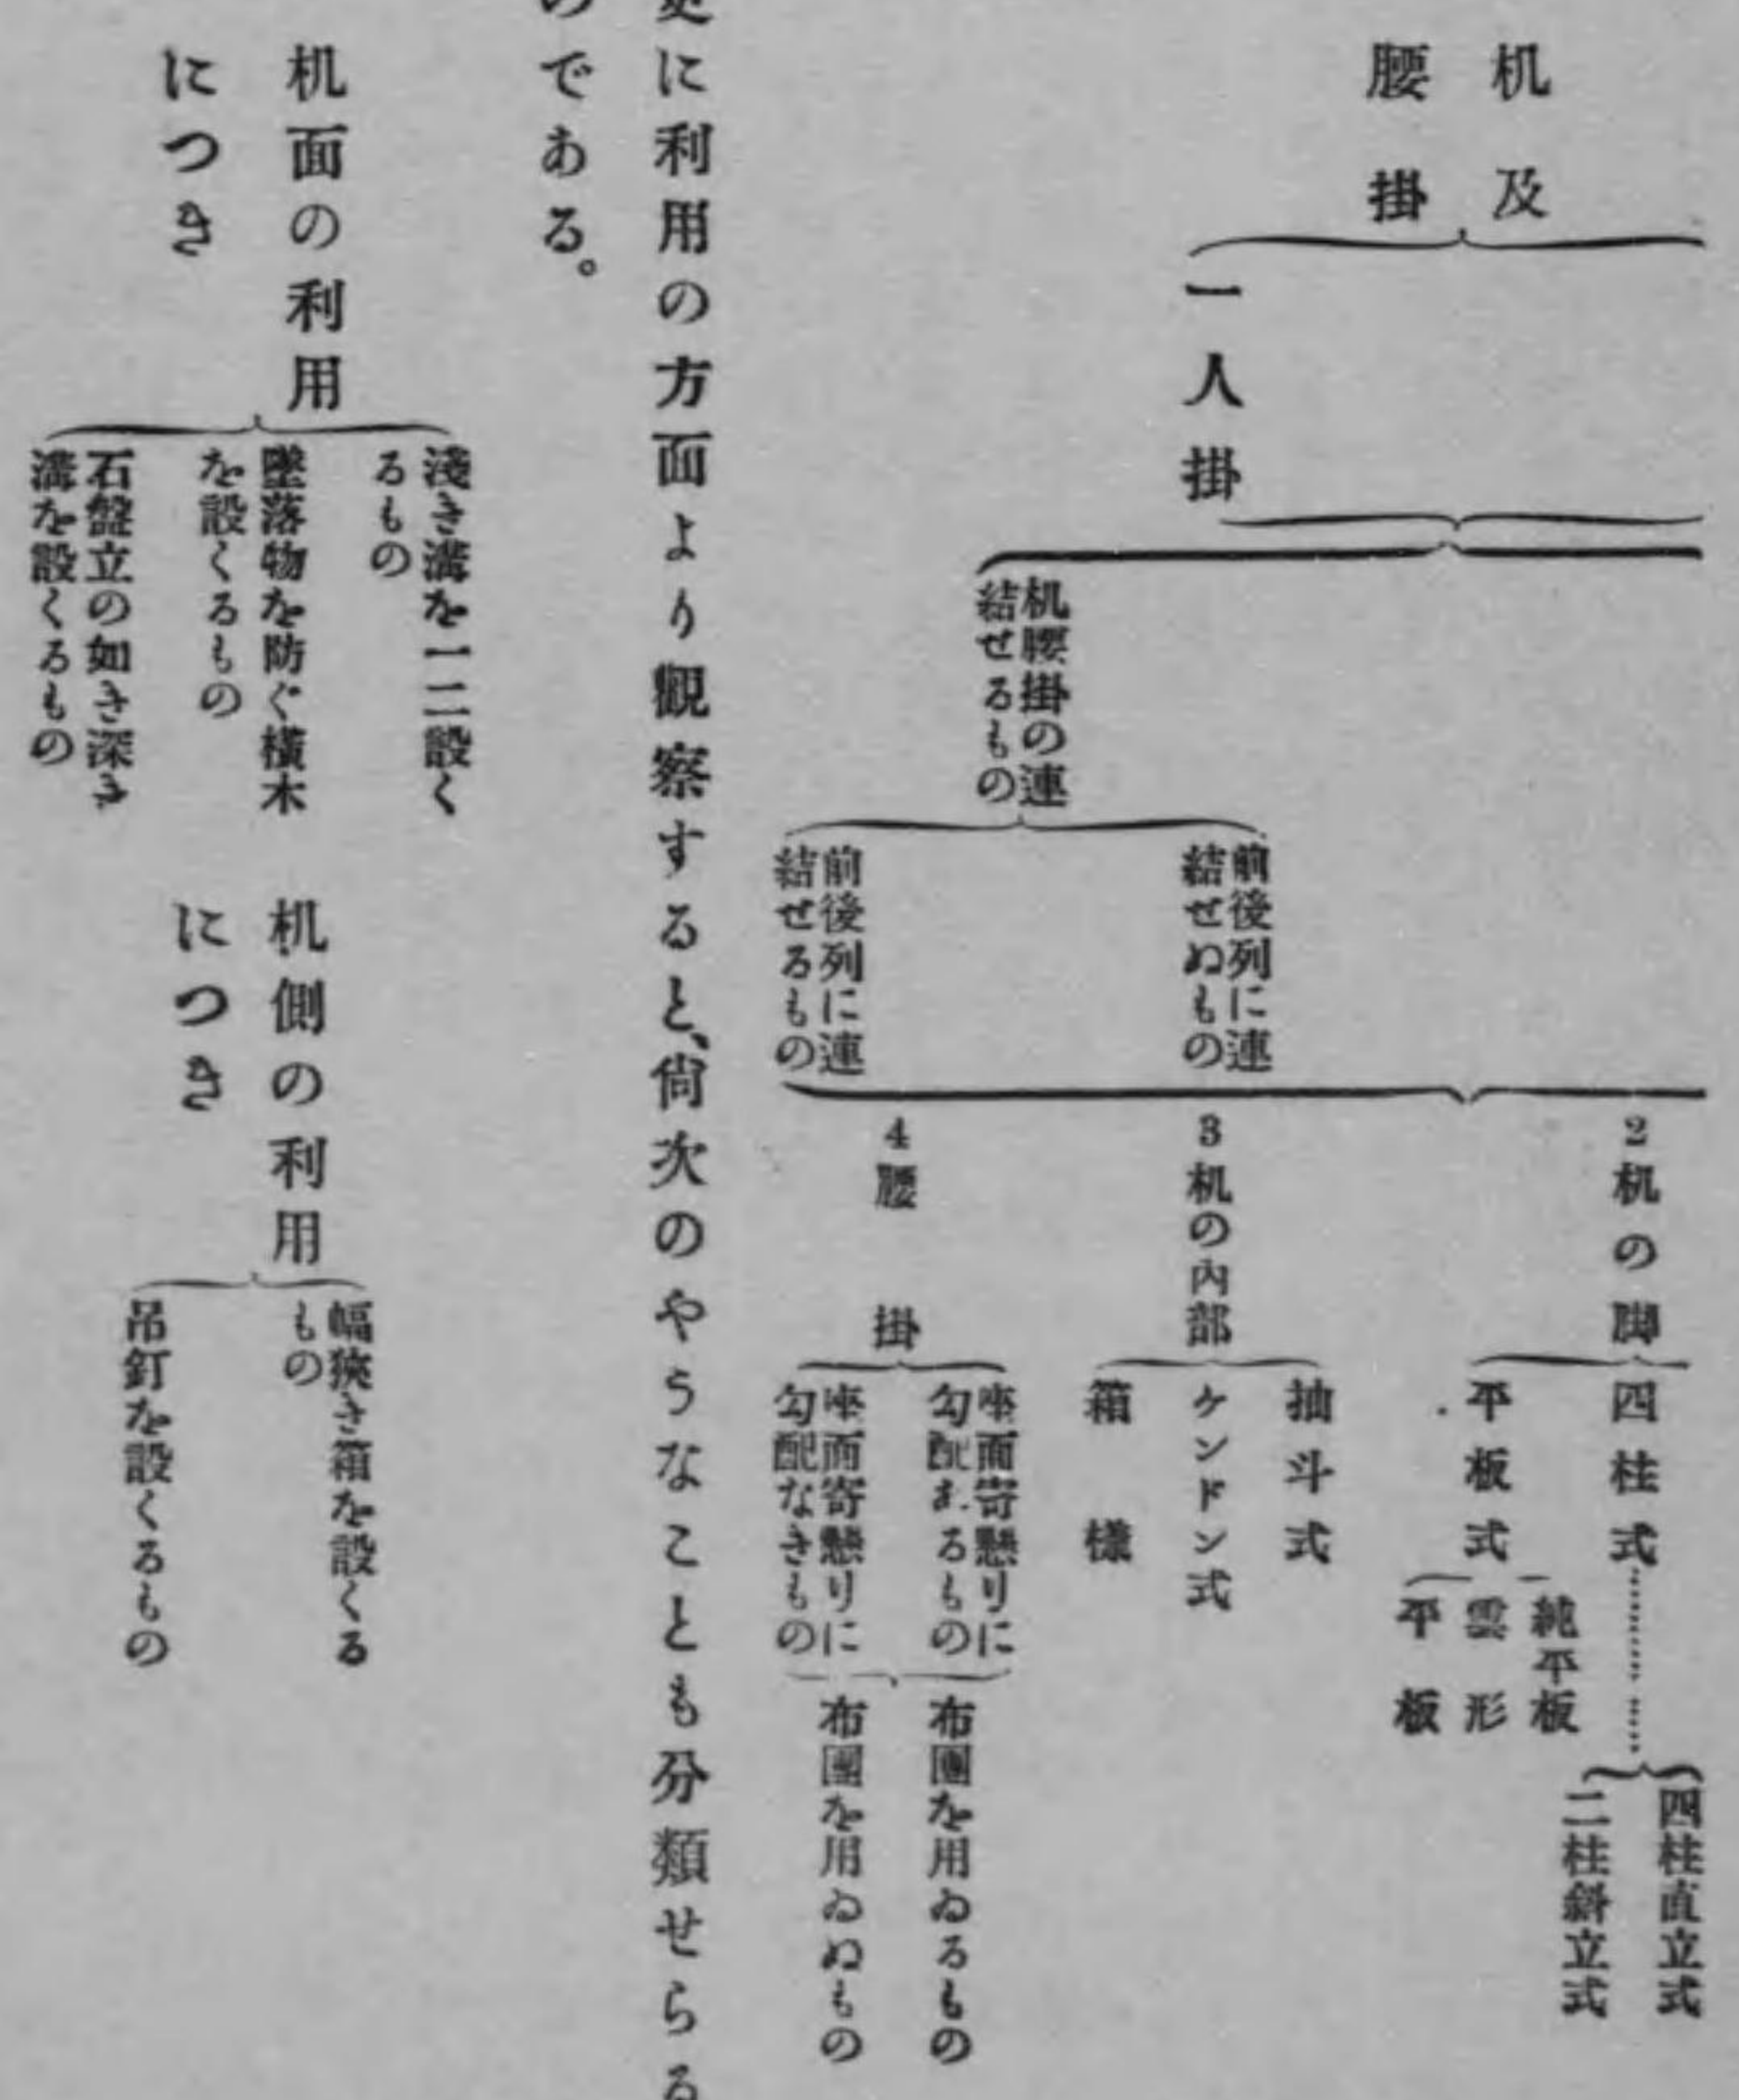 机及
腰掛
一人掛
机腰掛の連
結せるもの
前後列に連
結せぬもの
前後列に連
結せるもの
2机の脚
四柱式
四柱直立式
二柱斜立式
平板式
純平板
雲形
平板
3机の內部
抽斗式
ケンドン式
箱樣
4腰掛
座面寄懸りに
勾配あるもの
座面寄懸りに
勾配なきもの
布團を用ゐるもの
布團を用ゐぬもの
更に利用の方面より觀察すると、尙次のやうなことも分類せらる
のである。
机面の利用
につき
淺き溝を一二設く
るもの
墜落物を防ぐ橫木
を設くるもの
石盤立の如き深き
溝を設くるもの
机側の利用
につき
幅狹き箱を設くる
もの
吊釘を設くるもの